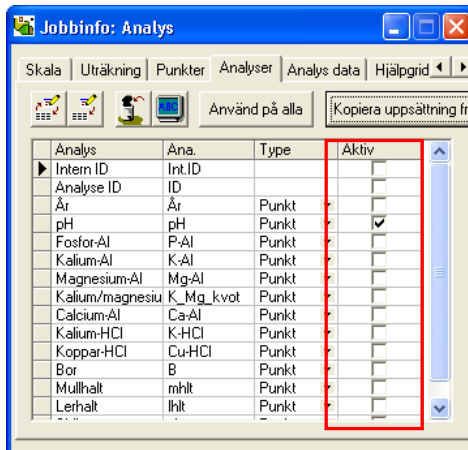 Jobbinfo: Analys
Skala Uträkning Punkter Analyser Analys data Hjälpgrid
ABC Använd på alla Kopiera uppsättning fr
Analys Ana. Type Aktiv
Intern ID Int.ID
Analyse ID ID
År År Punkt
pH pH Punkt
Fosfor-Al P-Al Punkt
Kalium-Al K-Al Punkt
Magnesium-Al Mg-Al Punkt
Kalium/magnesiu K_Mg_kvot Punkt
Calcium-Al Ca-Al Punkt
Kalium-HCl K-HCl Punkt
Koppar-HCl Cu-HCl Punkt
Bor B Punkt
Mullhalt mhlt Punkt
Lerhalt lhlt Punkt